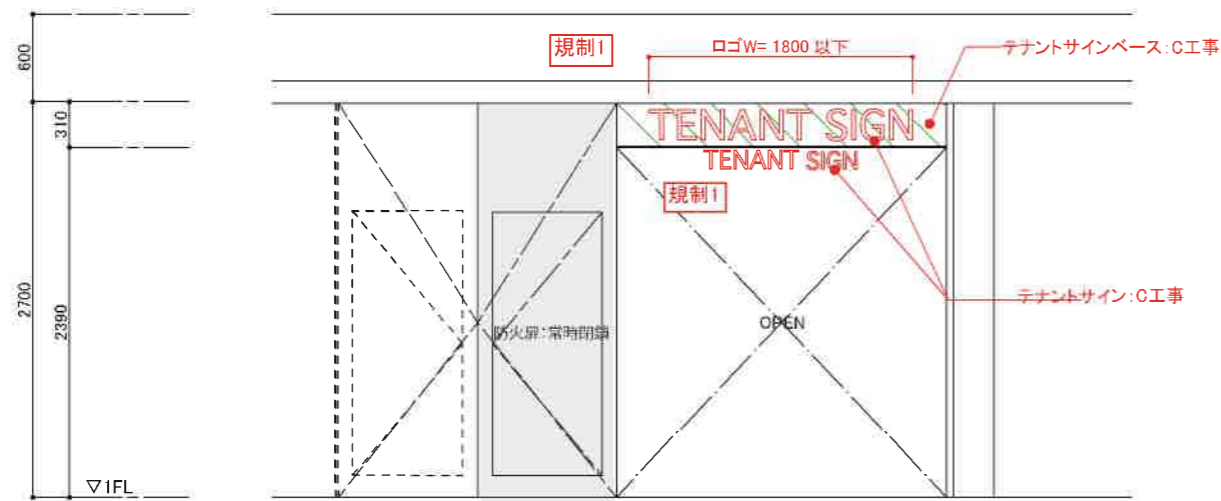 600
規制1
ロゴW= 1800 以下
テナントサインベース:C工事
310
TENANT SIGN
TENANT SIGN
規制1
2700
2390
テナントサイン:C工事
防火扉:常時閉鎖
OPEN
▽1FL